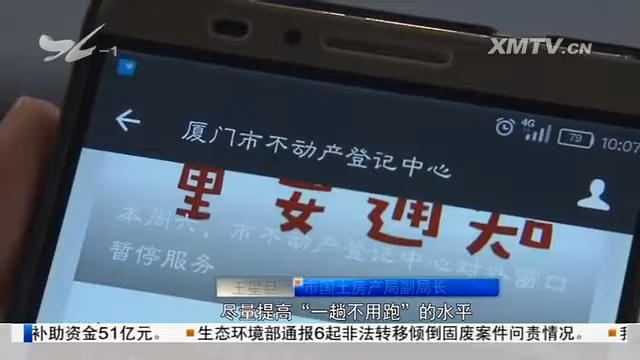 XMTV.CN
4G
79
10:07
厦门市不动产登记中心
重要通知
本周六，市不动产登记中心对外窗口
暂停服务
王星旦 市国土房产局副局长
尽量提高“一趟不用跑”的水平
补助资金51亿元。 生态环境部通报6起非法转移倾倒固废案件问责情况。